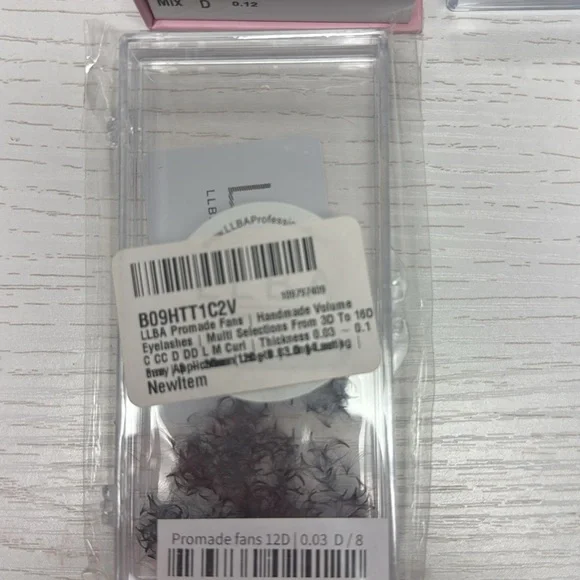 MIX D 0.12
L
LLB
.LLBAProfessi
B09HTT1C2V
LLBA Promade Fans | Handmade Volume
Eyelashes | Multi Selections From 3D To 16D
C CC D DD L M Curl | Thickness 0.03 ~ 0.1
NewItem
Promade fans 12D | 0.03 D / 8